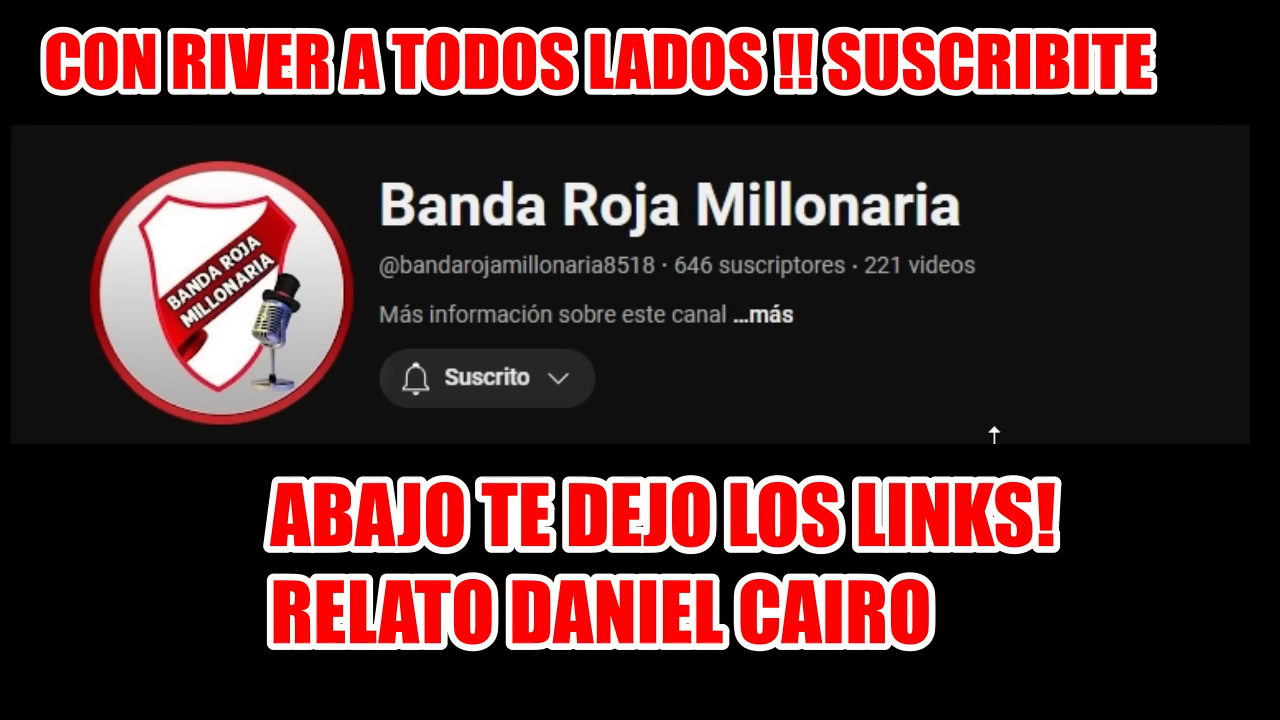 CON RIVER A TODOS LADOS !! SUSCRIBITE
BANDA ROJA
MILLONARIA
Banda Roja Millonaria
@bandarojamillonaria8518 · 646 suscriptores · 221 videos
Más información sobre este canal ...más
Suscrito
ABAJO TE DEJO LOS LINKS!
RELATO DANIEL CAIRO